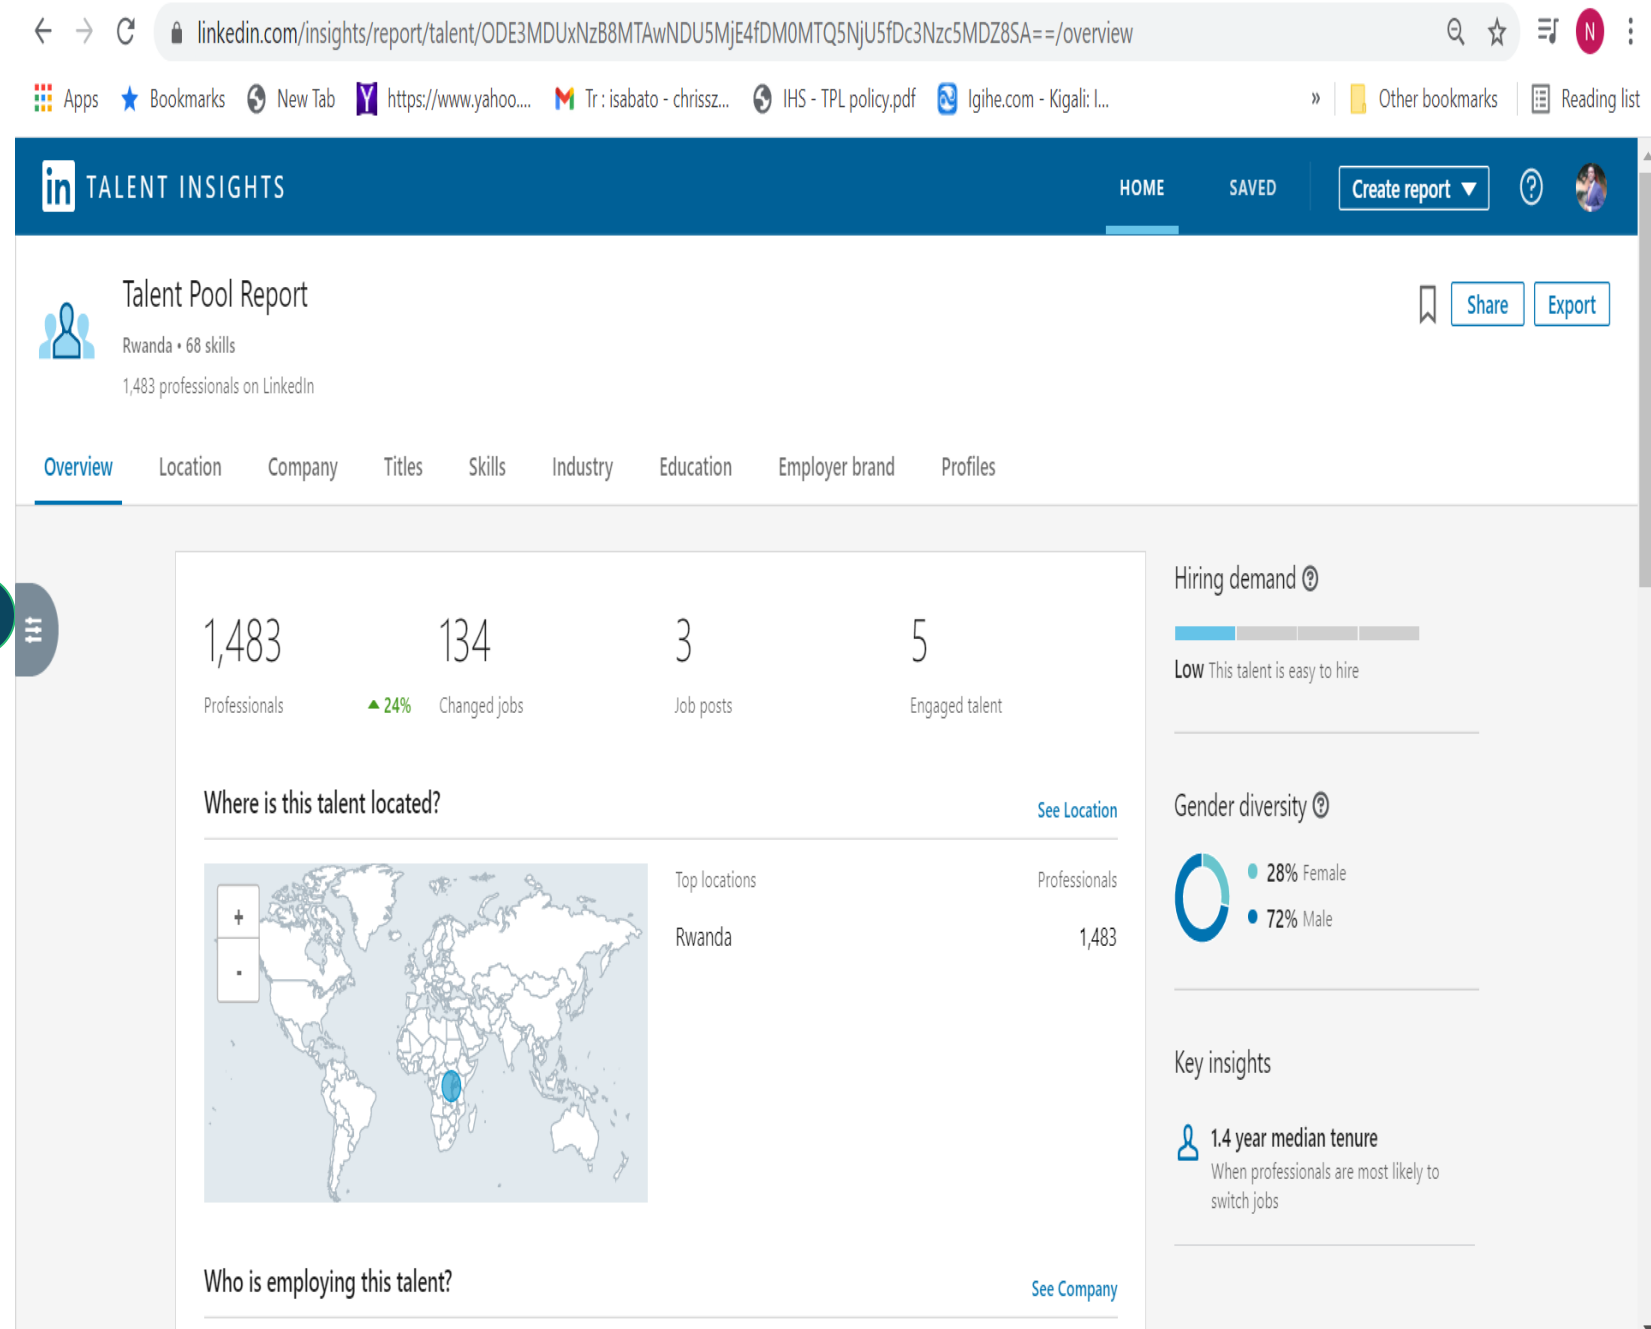 linkedin.com/insights/report/talent/ODE3MDUxNzB8MTAwNDU5MjE4fDM0MTQ5NjU5fDc3Nzc5MDZ8SA==/overview
N
Apps Bookmarks New Tab Y https://www.yahoo.... Tr : isabato - chrissz... IHS - TPL policy.pdf Igihe.com - Kigali: I... » Other bookmarks Reading list
in TALENT INSIGHTS HOME SAVED Create report ?
Talent Pool Report
Share Export
Rwanda • 68 skills
1,483 professionals on LinkedIn
Overview Location Company Titles Skills Industry Education Employer brand Profiles
1,483 134 3 5
Professionals ▲ 24% Changed jobs Job posts Engaged talent
Where is this talent located? See Location
+
-
Top locations Professionals
Rwanda 1,483
Who is employing this talent? See Company
Hiring demand ?
Low This talent is easy to hire
Gender diversity ?
28% Female
72% Male
Key insights
1.4 year median tenure
When professionals are most likely to
switch jobs